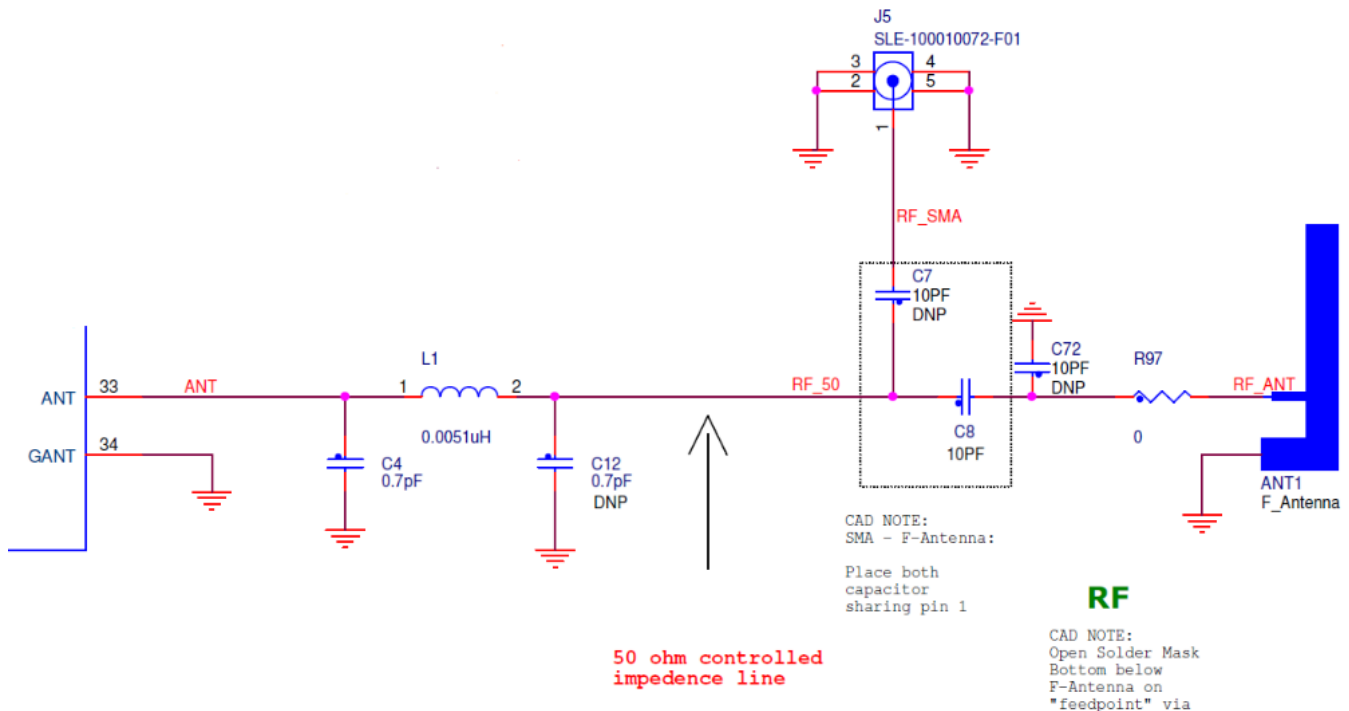 J5
SLE-100010072-F01
3
4
2
5
1
RF_SMA
C7
10PF
DNP
C72
10PF
DNP
R97
L1
33
ANT
1
2
RF_50
RF_ANT
ANT
0.0051uH
C8
10PF
0
34
GANT
C4
0.7pF
C12
0.7pF
DNP
ANT1
F_Antenna
CAD NOTE:
SMA - F-Antenna:
Place both
capacitor
sharing pin 1
RF
50 ohm controlled
impedence line
CAD NOTE:
Open Solder Mask
Bottom below
F-Antenna on
"feedpoint" via